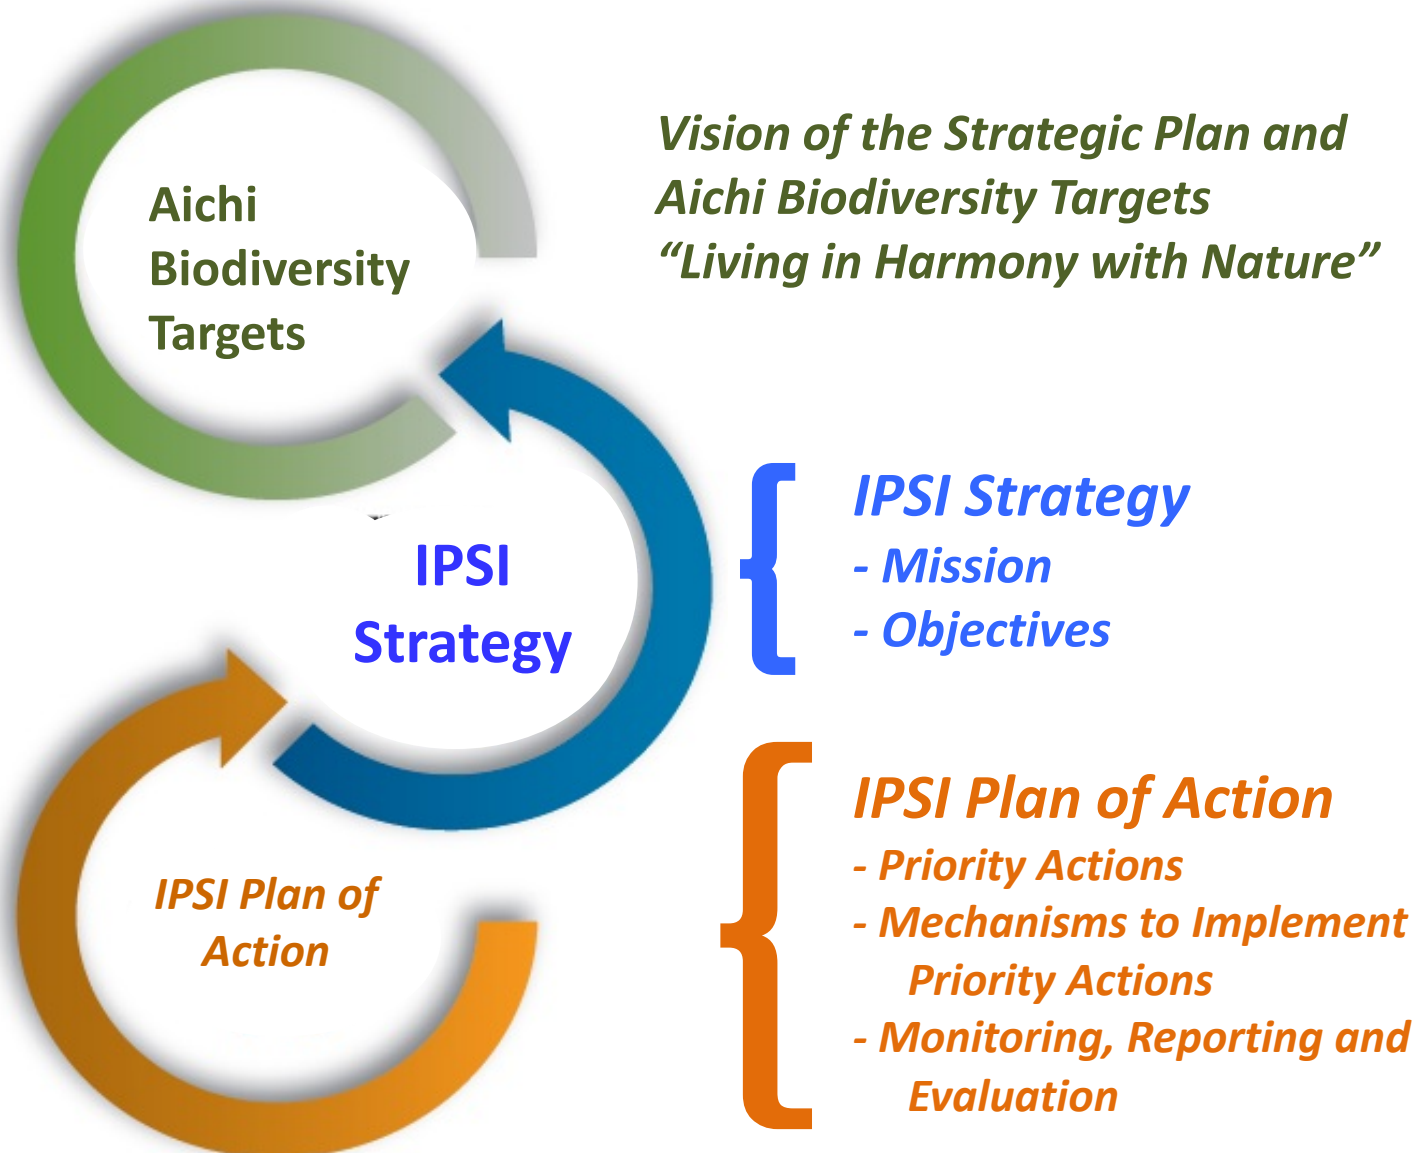 Aichi
Biodiversity
Targets
Vision of the Strategic Plan and
Aichi Biodiversity Targets
“Living in Harmony with Nature”
IPSI
Strategy
IPSI Strategy
- Mission
- Objectives
IPSI Plan of
Action
IPSI Plan of Action
- Priority Actions
- Mechanisms to Implement
Priority Actions
- Monitoring, Reporting and
Evaluation